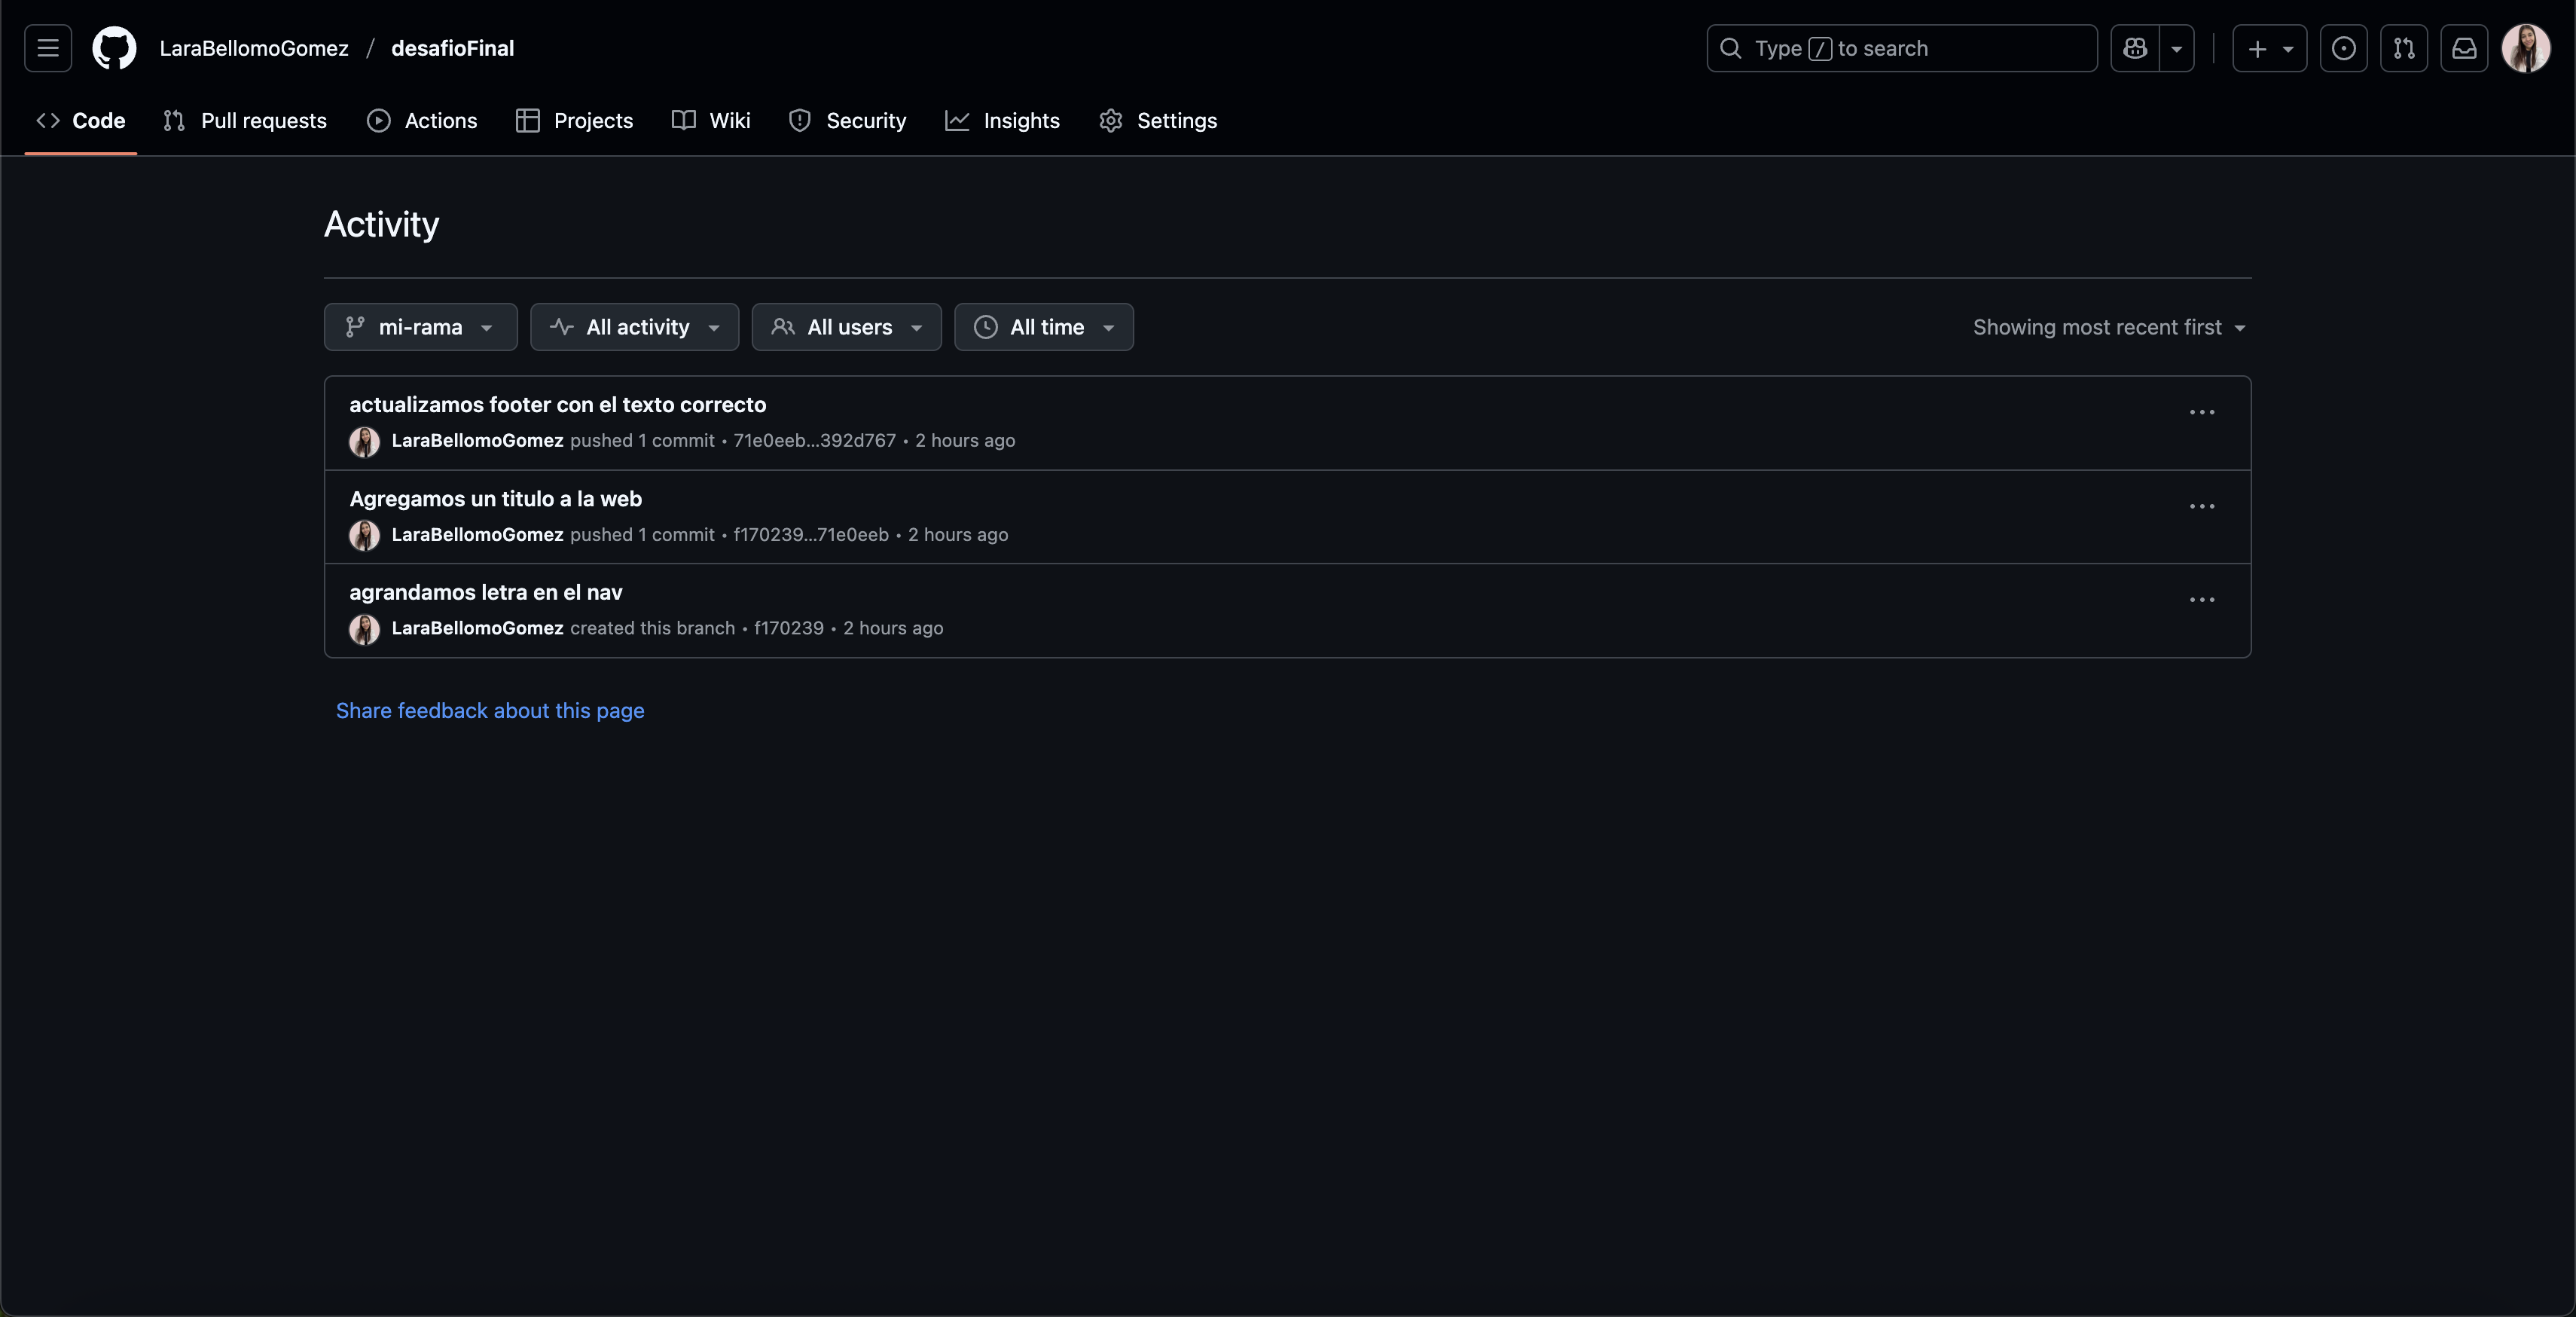 LaraBellomoGomez / desafioFinal
Type / to search
Code
Pull requests
Actions
Projects
Wiki
Security
Insights
Settings
Activity
mi-rama
All activity
All users
All time
Showing most recent first
actualizamos footer con el texto correcto
LaraBellomoGomez pushed 1 commit • 71e0eeb...392d767 • 2 hours ago
Agregamos un titulo a la web
LaraBellomoGomez pushed 1 commit • f170239...71e0eeb • 2 hours ago
agrandamos letra en el nav
LaraBellomoGomez created this branch • f170239 • 2 hours ago
Share feedback about this page